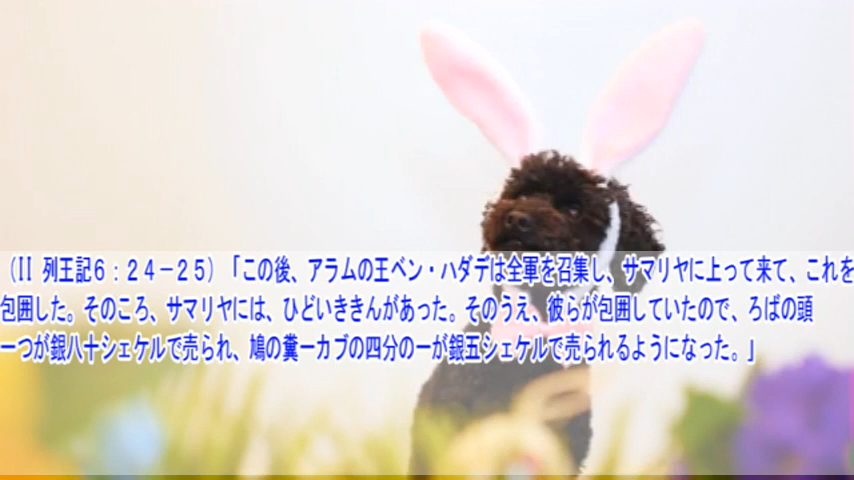 （II 列王記６：２４－２５）「この後、アラムの王ベン・ハダデは全軍を召集し、サマリヤに上って来て、これを
包囲した。そのころ、サマリヤには、ひどいききんがあった。そのうえ、彼らが包囲していたので、ろばの頭
一つが銀八十シェケルで売られ、鳩の糞一カブの四分の一が銀五シェケルで売られるようになった。」